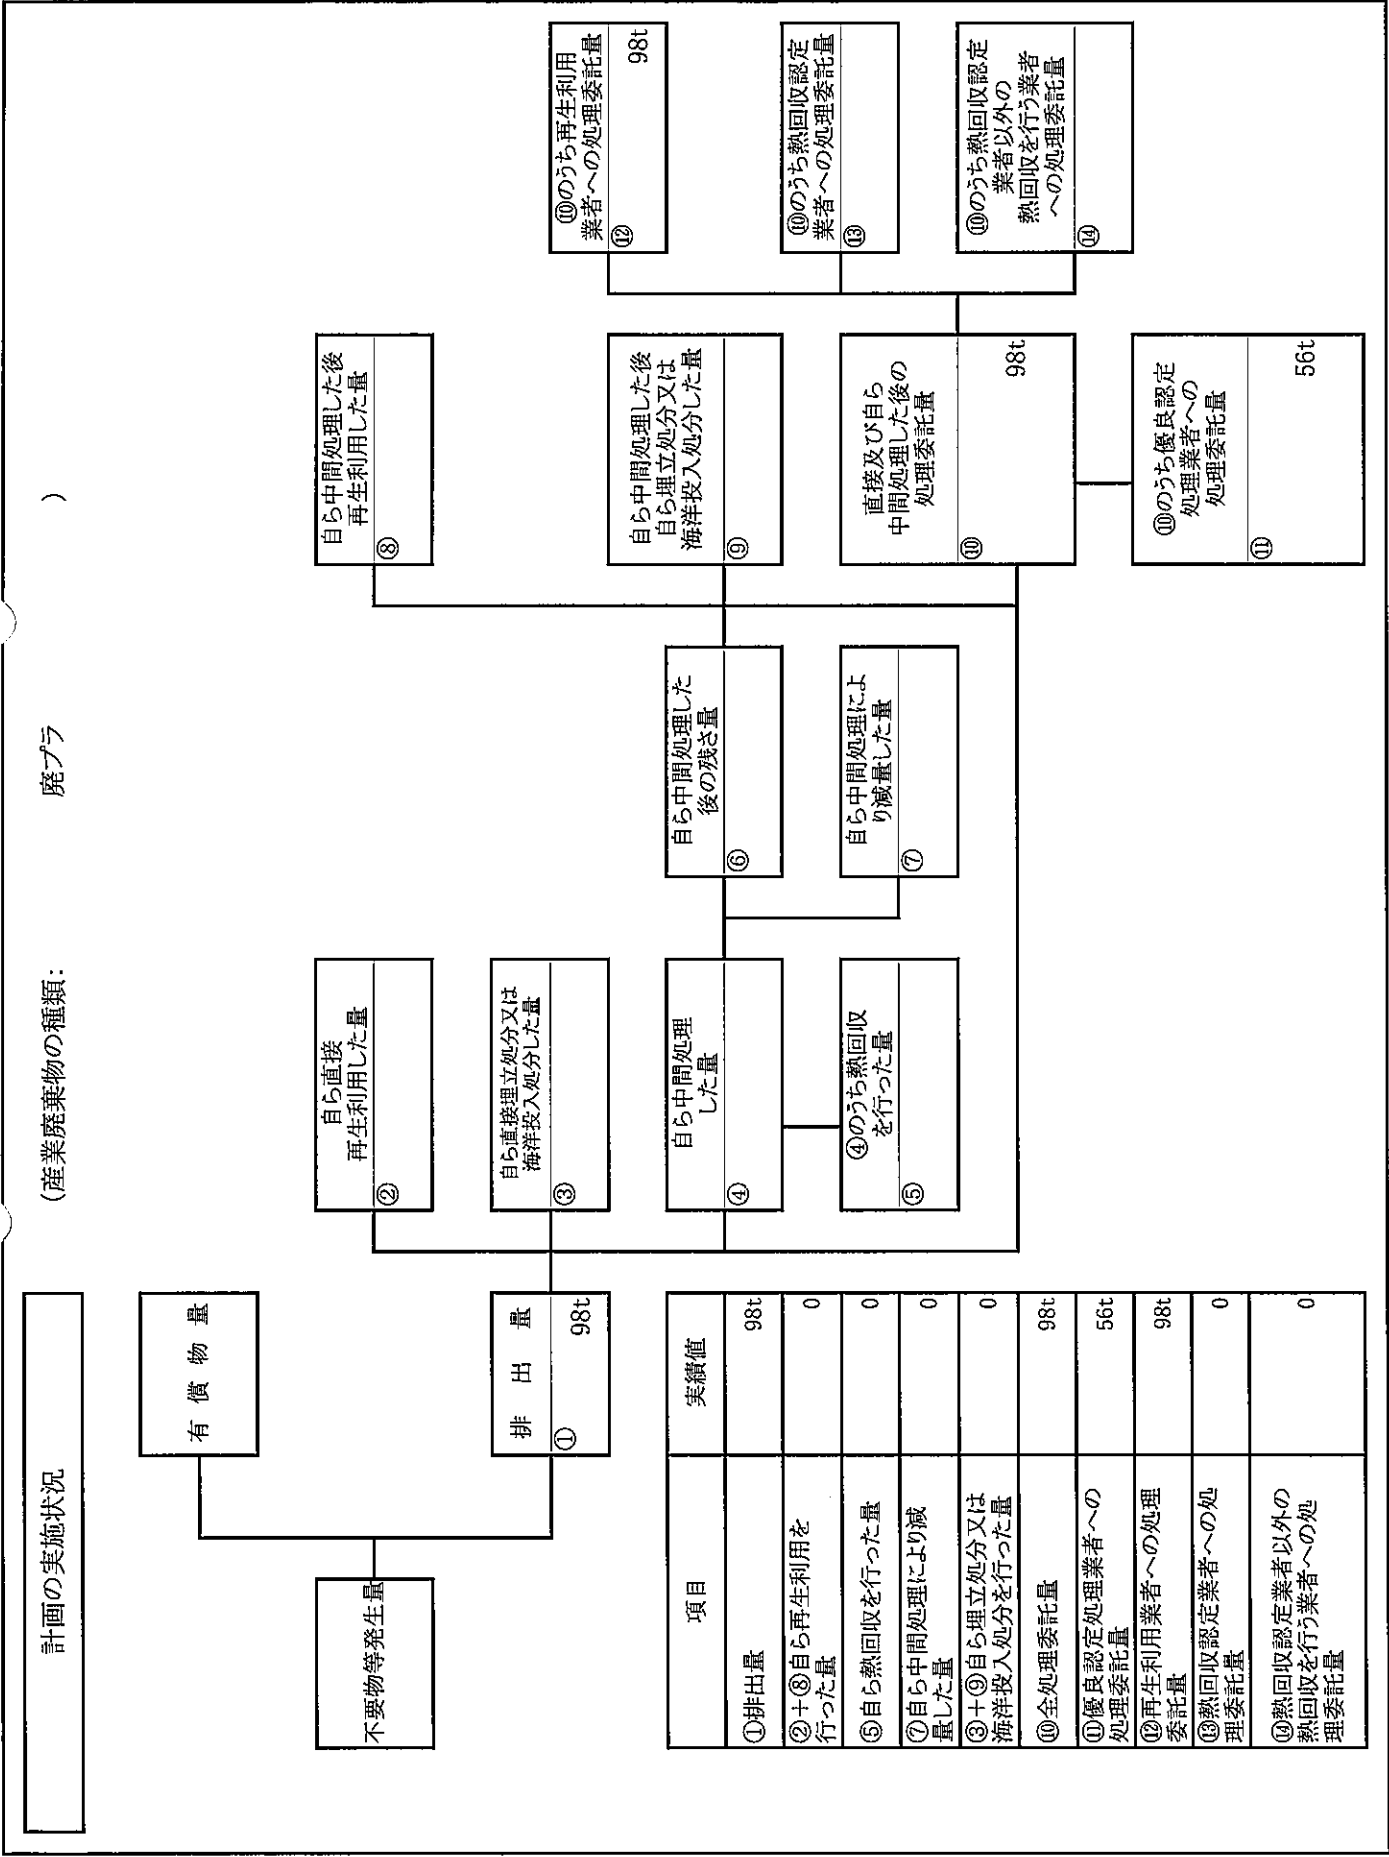 計画の実施状況
(産業廃棄物の種類: 廃プラ )
不要物等発生量
有償物量
排出量
① 98t
自ら直接
再生利用した量
②
自ら直接埋立処分又は
海洋投入処分した量
③
自ら中間処理
した量
④
④のうち熱回収
を行った量
⑤
自ら中間処理した
後の残さ量
⑥
自ら中間処理によ
り減量した量
⑦
自ら中間処理した後
再生利用した量
⑧
自ら中間処理した後
自ら埋立処分又は
海洋投入処分した量
⑨
直接及び自ら
中間処理した後の
処理委託量
⑩ 98t
⑩のうち優良認定
処理業者への
処理委託量
⑪ 56t
⑩のうち再生利用
業者への処理委託量
⑫ 98t
⑩のうち熱回収認定
業者への処理委託量
⑬
⑩のうち熱回収認定
業者以外の
熱回収を行う業者
への処理委託量
⑭
項目 実績値
①排出量 98t
②+⑧自ら再生利用を
行った量 0
⑤自ら熱回収を行った量 0
⑦自ら中間処理により減
量した量 0
③+⑨自ら埋立処分又は
海洋投入処分を行った量 0
⑩全処理委託量 98t
⑪優良認定処理業者への
処理委託量 56t
⑫再生利用業者への処理
委託量 98t
⑬熱回収認定業者への処
理委託量 0
⑭熱回収認定業者以外の
熱回収を行う業者への処
理委託量 0